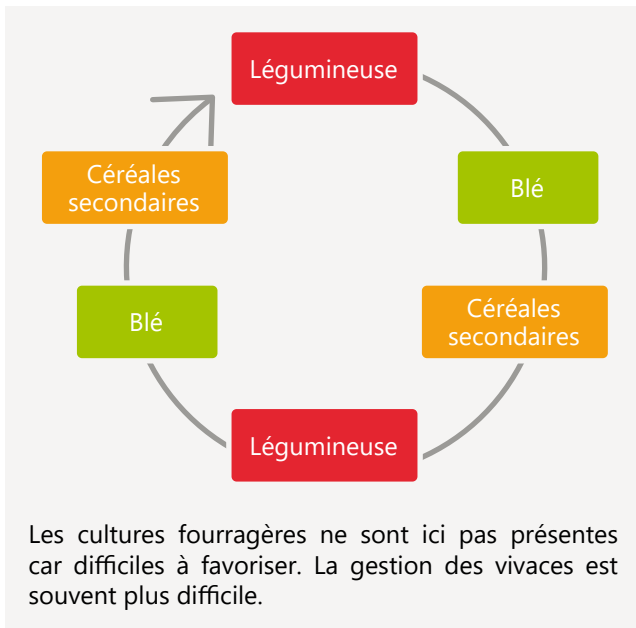 Légumineuse
Blé
Céréales
secondaires
Légumineuse
Blé
Céréales
secondaires
Les cultures fourragères ne sont ici pas présentes
car difficiles à favoriser. La gestion des vivaces est
souvent plus difficile.